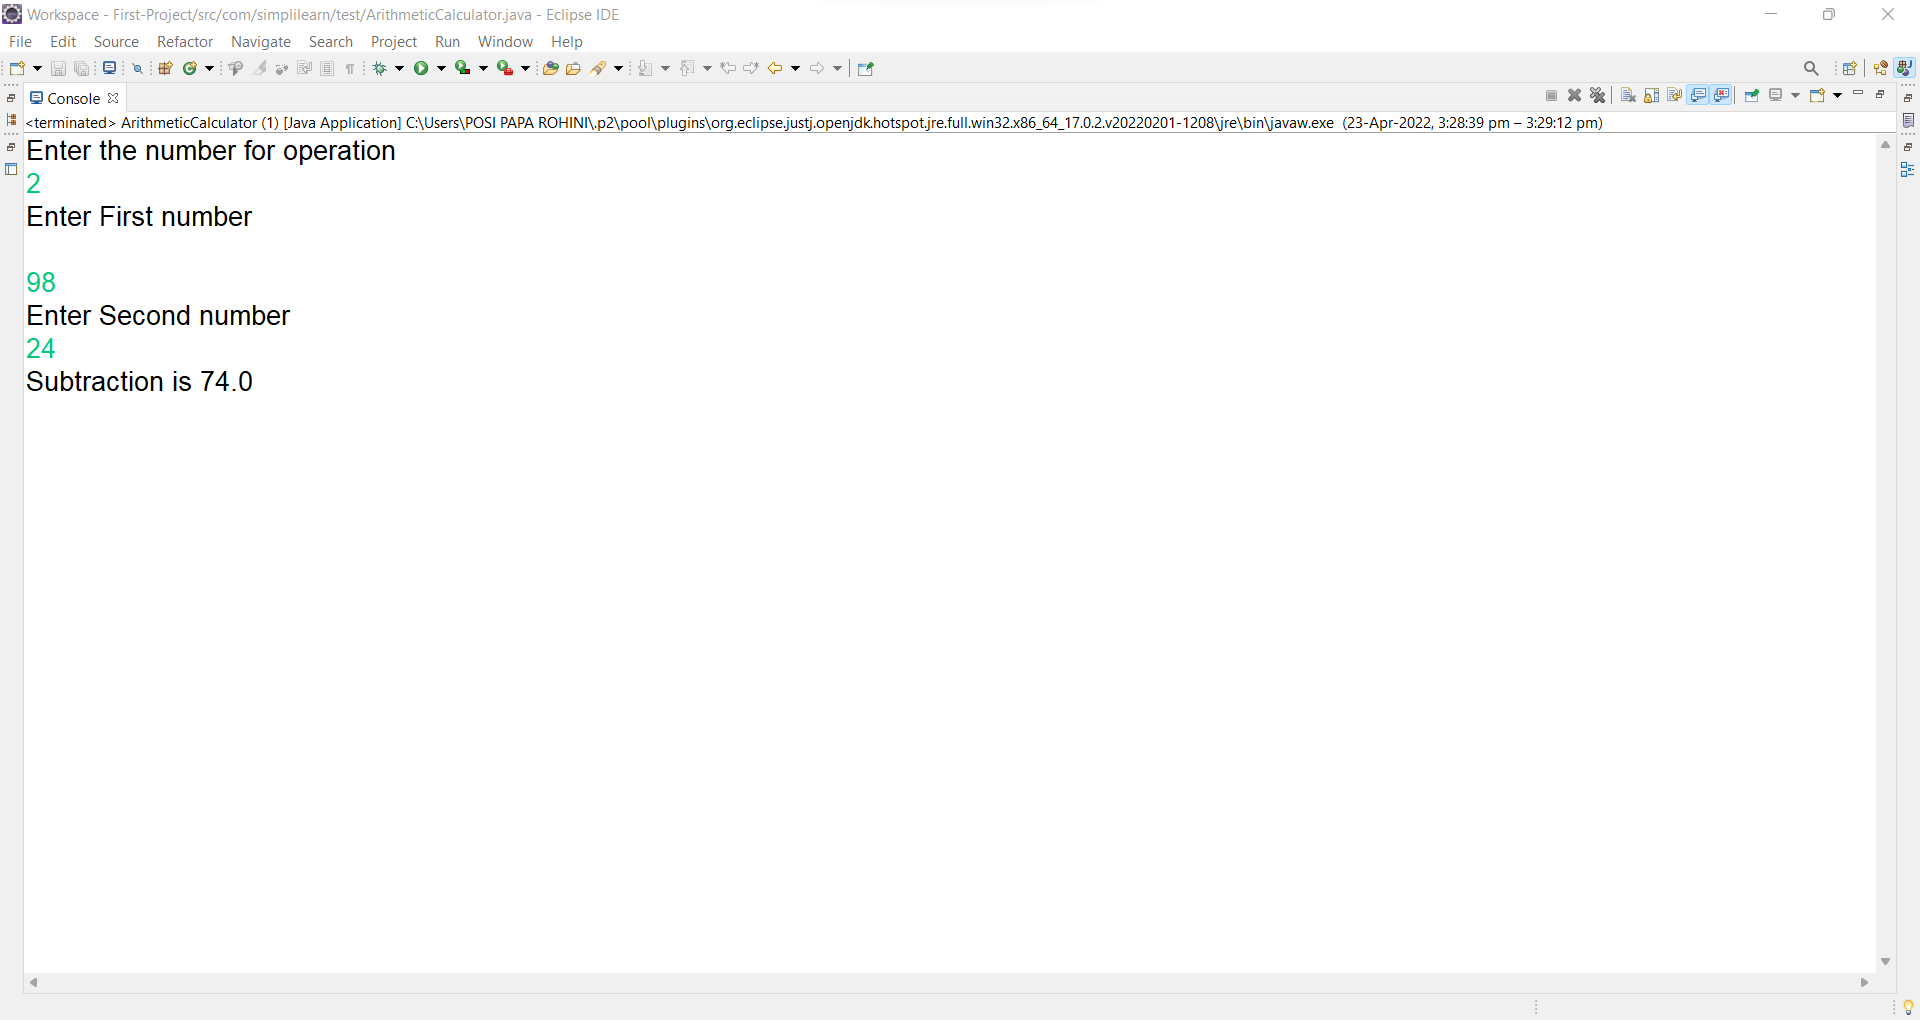 Workspace - First-Project/src/com/simplilearn/test/ArithmeticCalculator.java - Eclipse IDE
File Edit Source Refactor Navigate Search Project Run Window Help
Console
<terminated> ArithmeticCalculator (1) [Java Application] C:\Users\POSI PAPA ROHINI\.p2\pool\plugins\org.eclipse.justj.openjdk.hotspot.jre.full.win32.x86_64_17.0.2.v20220201-1208\jre\bin\javaw.exe (23-Apr-2022, 3:28:39 pm – 3:29:12 pm)
Enter the number for operation
2
Enter First number
98
Enter Second number
24
Subtraction is 74.0